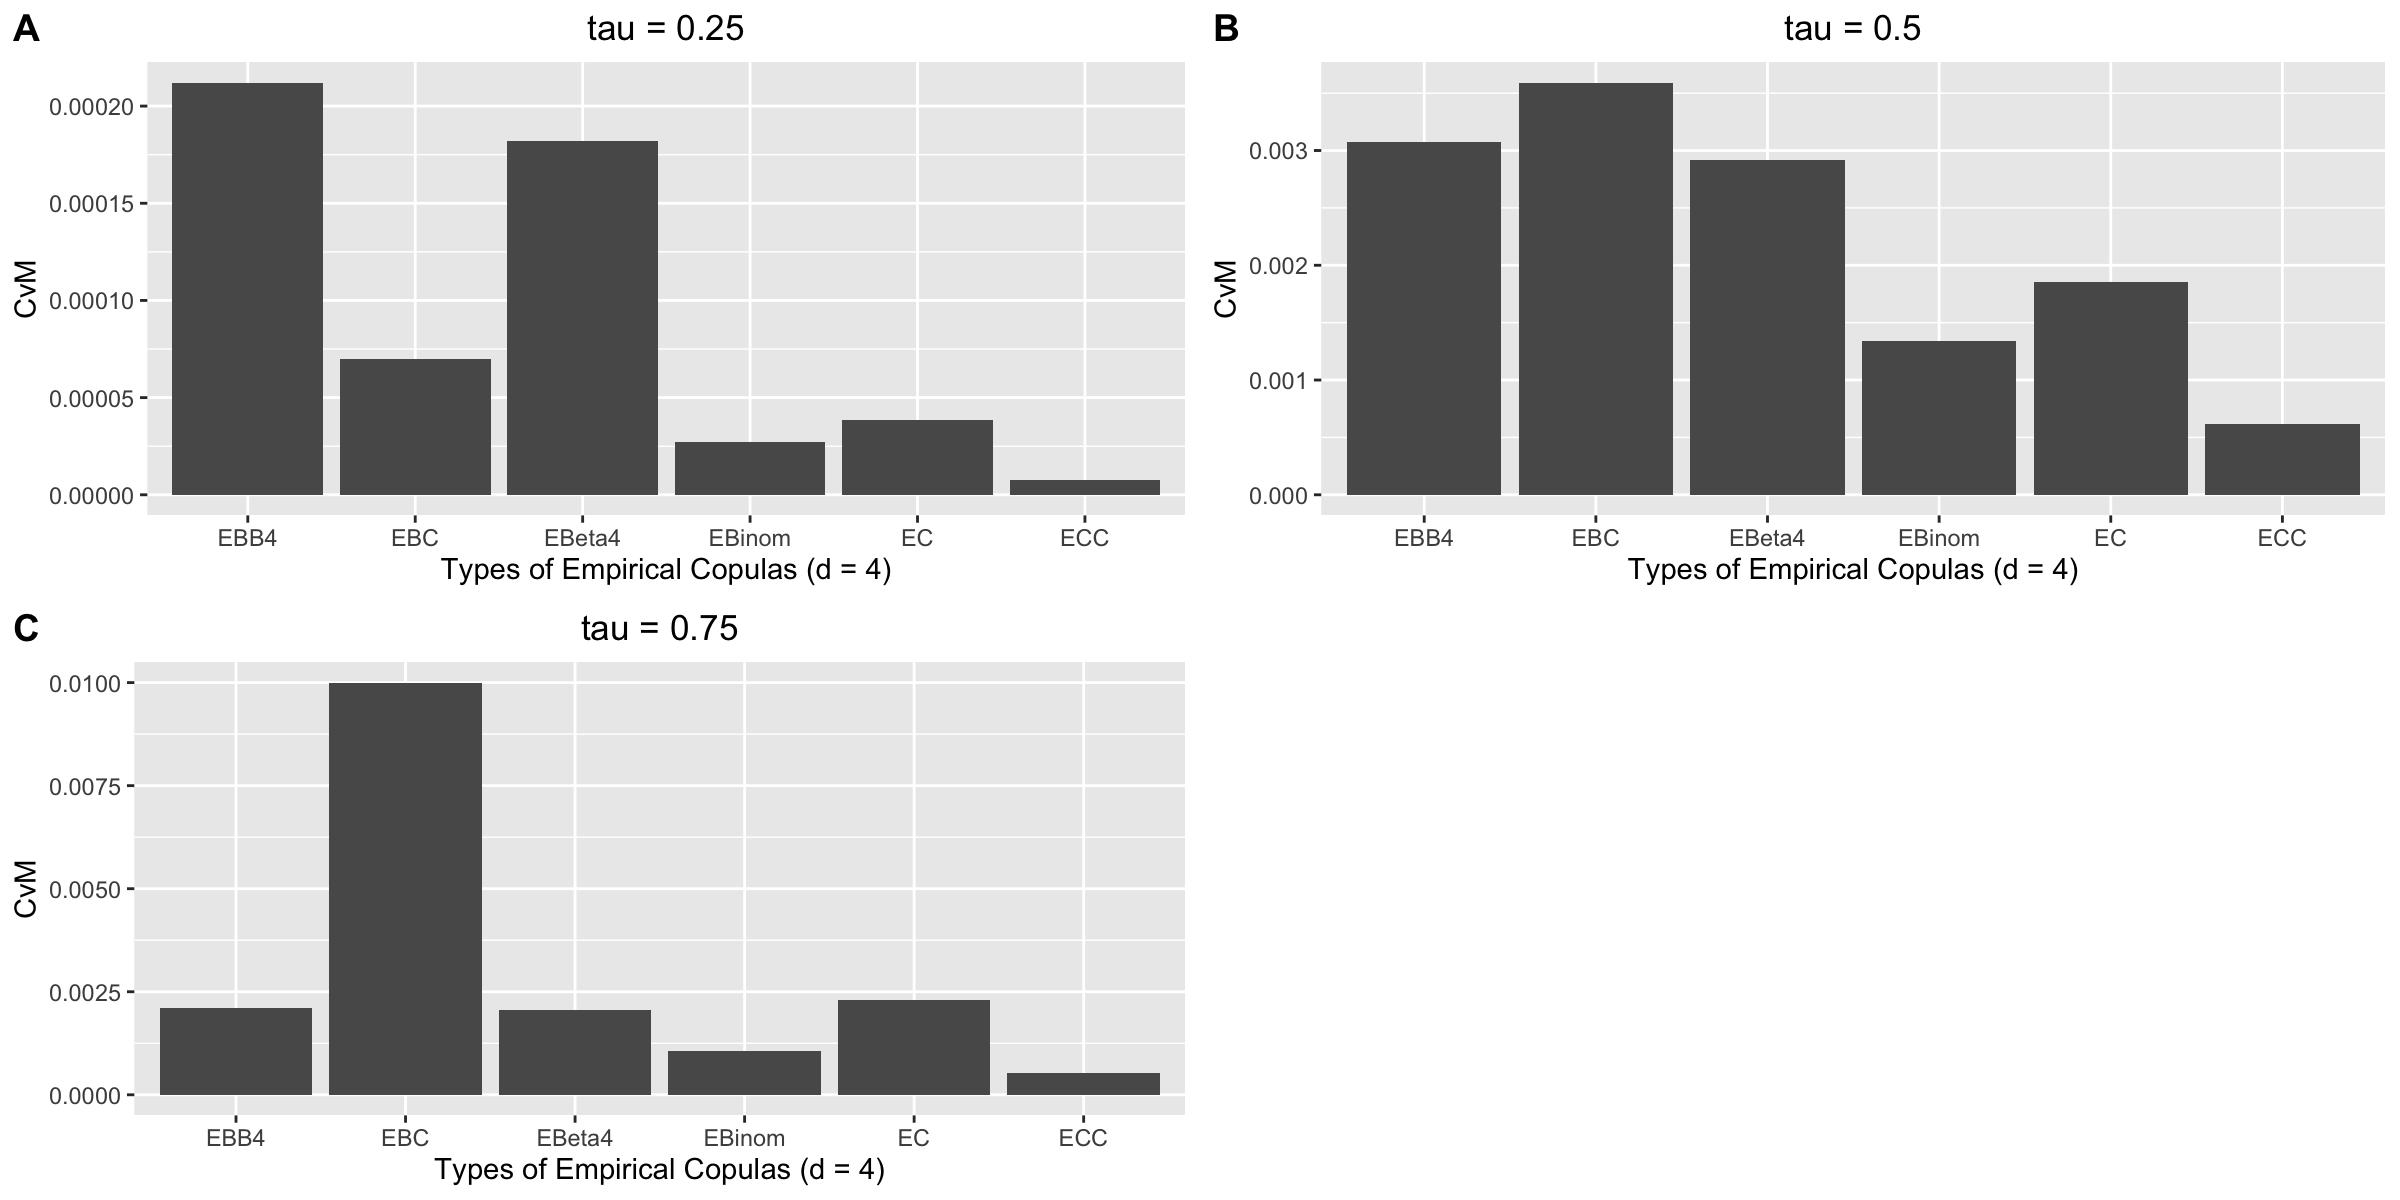 A
tau = 0.25
CvM
0.00020
0.00015
0.00010
0.00005
0.00000
EBB4 EBC EBeta4 EBinom EC ECC
Types of Empirical Copulas (d = 4)
B
tau = 0.5
CvM
0.003
0.002
0.001
0.000
EBB4 EBC EBeta4 EBinom EC ECC
Types of Empirical Copulas (d = 4)
C
tau = 0.75
CvM
0.0100
0.0075
0.0050
0.0025
0.0000
EBB4 EBC EBeta4 EBinom EC ECC
Types of Empirical Copulas (d = 4)